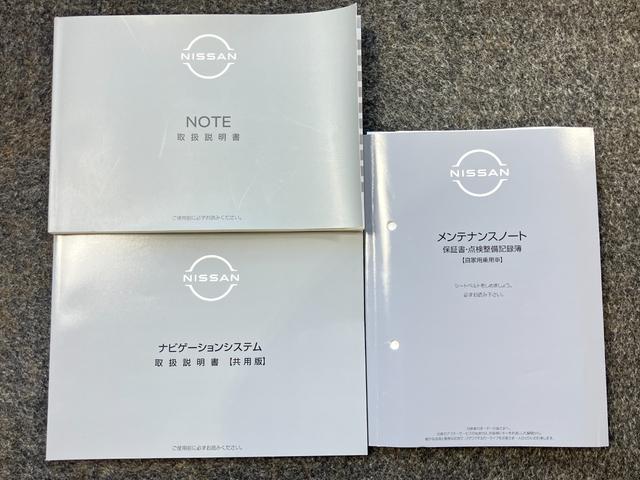 NISSAN
NOTE
取扱説明書
ご使用前に必ずお読みください。
NISSAN
ナビゲーションシステム
取扱説明書【共用版】
ご使用前に必ずお読みください。
NISSAN
メンテナンスノート
保証書・点検整備記録簿
【自家用乗用車】
シートベルトをしめましょう。
必ずお読み下さい。